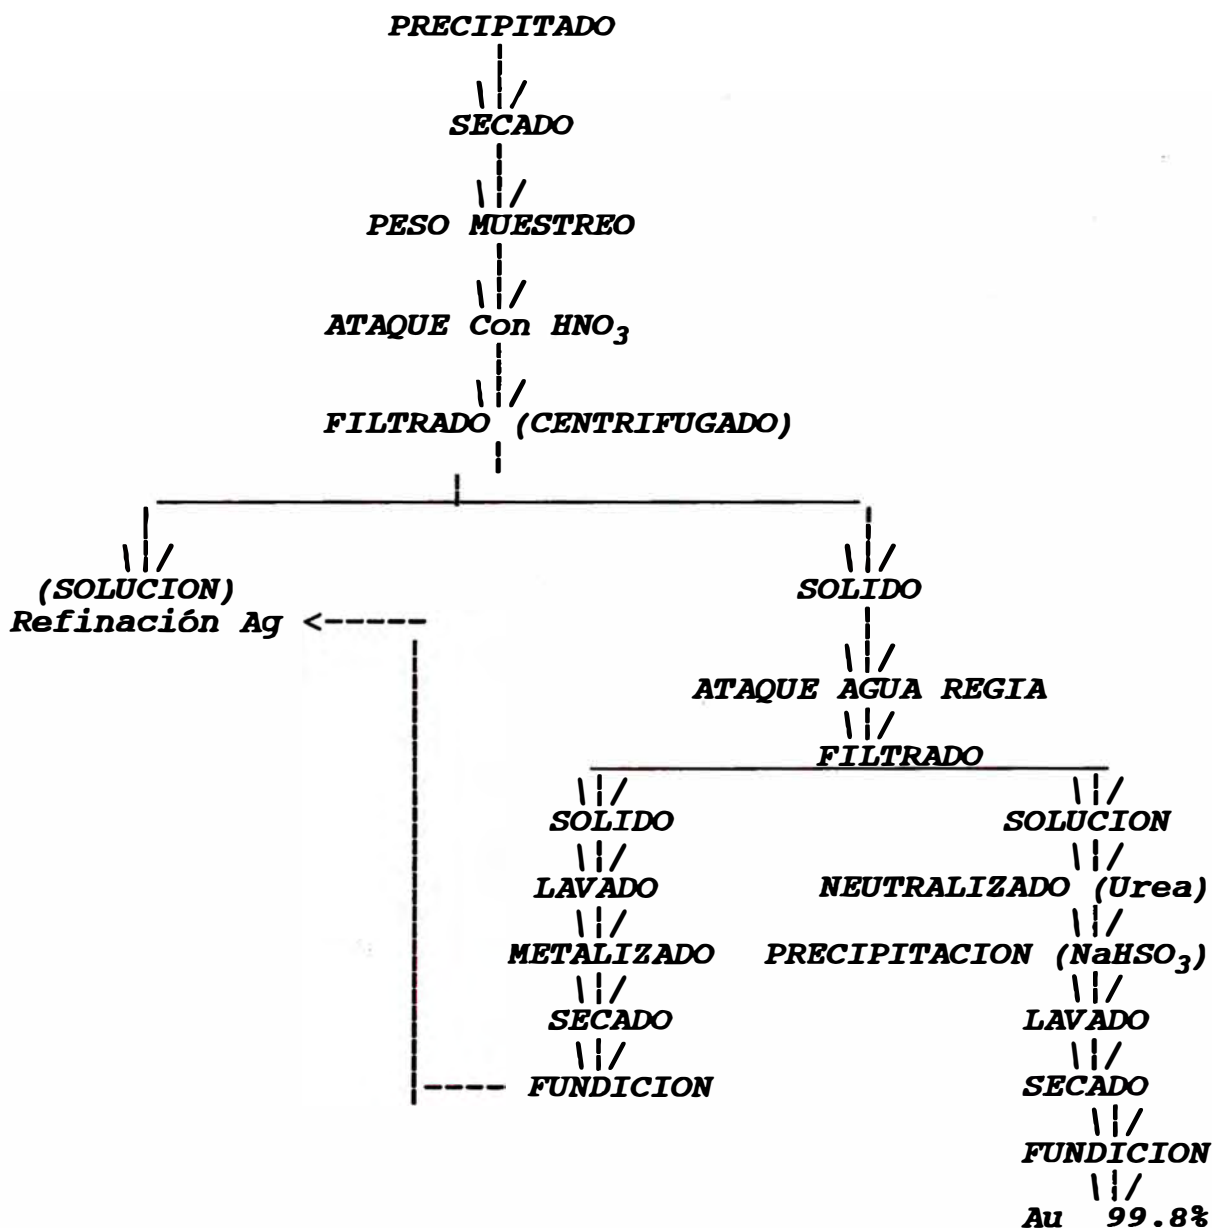 PRECIPITADO
SECADO
PESO MUESTREO
ATAQUE Con HNO₃
FILTRADO (CENTRIFUGADO)
(SOLUCION)
Refinación Ag
SOLIDO
ATAQUE AGUA REGIA
FILTRADO
SOLIDO
LAVADO
METALIZADO
SECADO
FUNDICION
SOLUCION
NEUTRALIZADO (Urea)
PRECIPITACION (NaHSO₃)
LAVADO
SECADO
FUNDICION
Au 99.8%